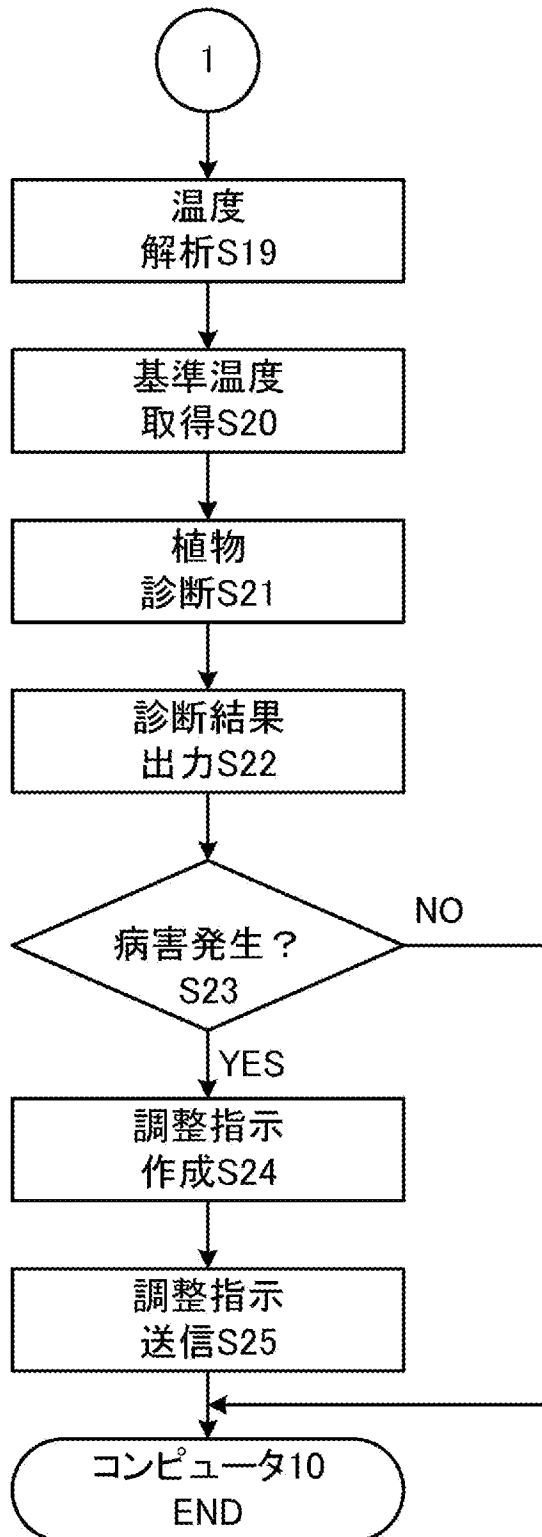 1
温度
解析S19
基準温度
取得S20
植物
診断S21
診断結果
出力S22
病害発生？
S23
NO
YES
調整指示
作成S24
調整指示
送信S25
コンピュータ10
END